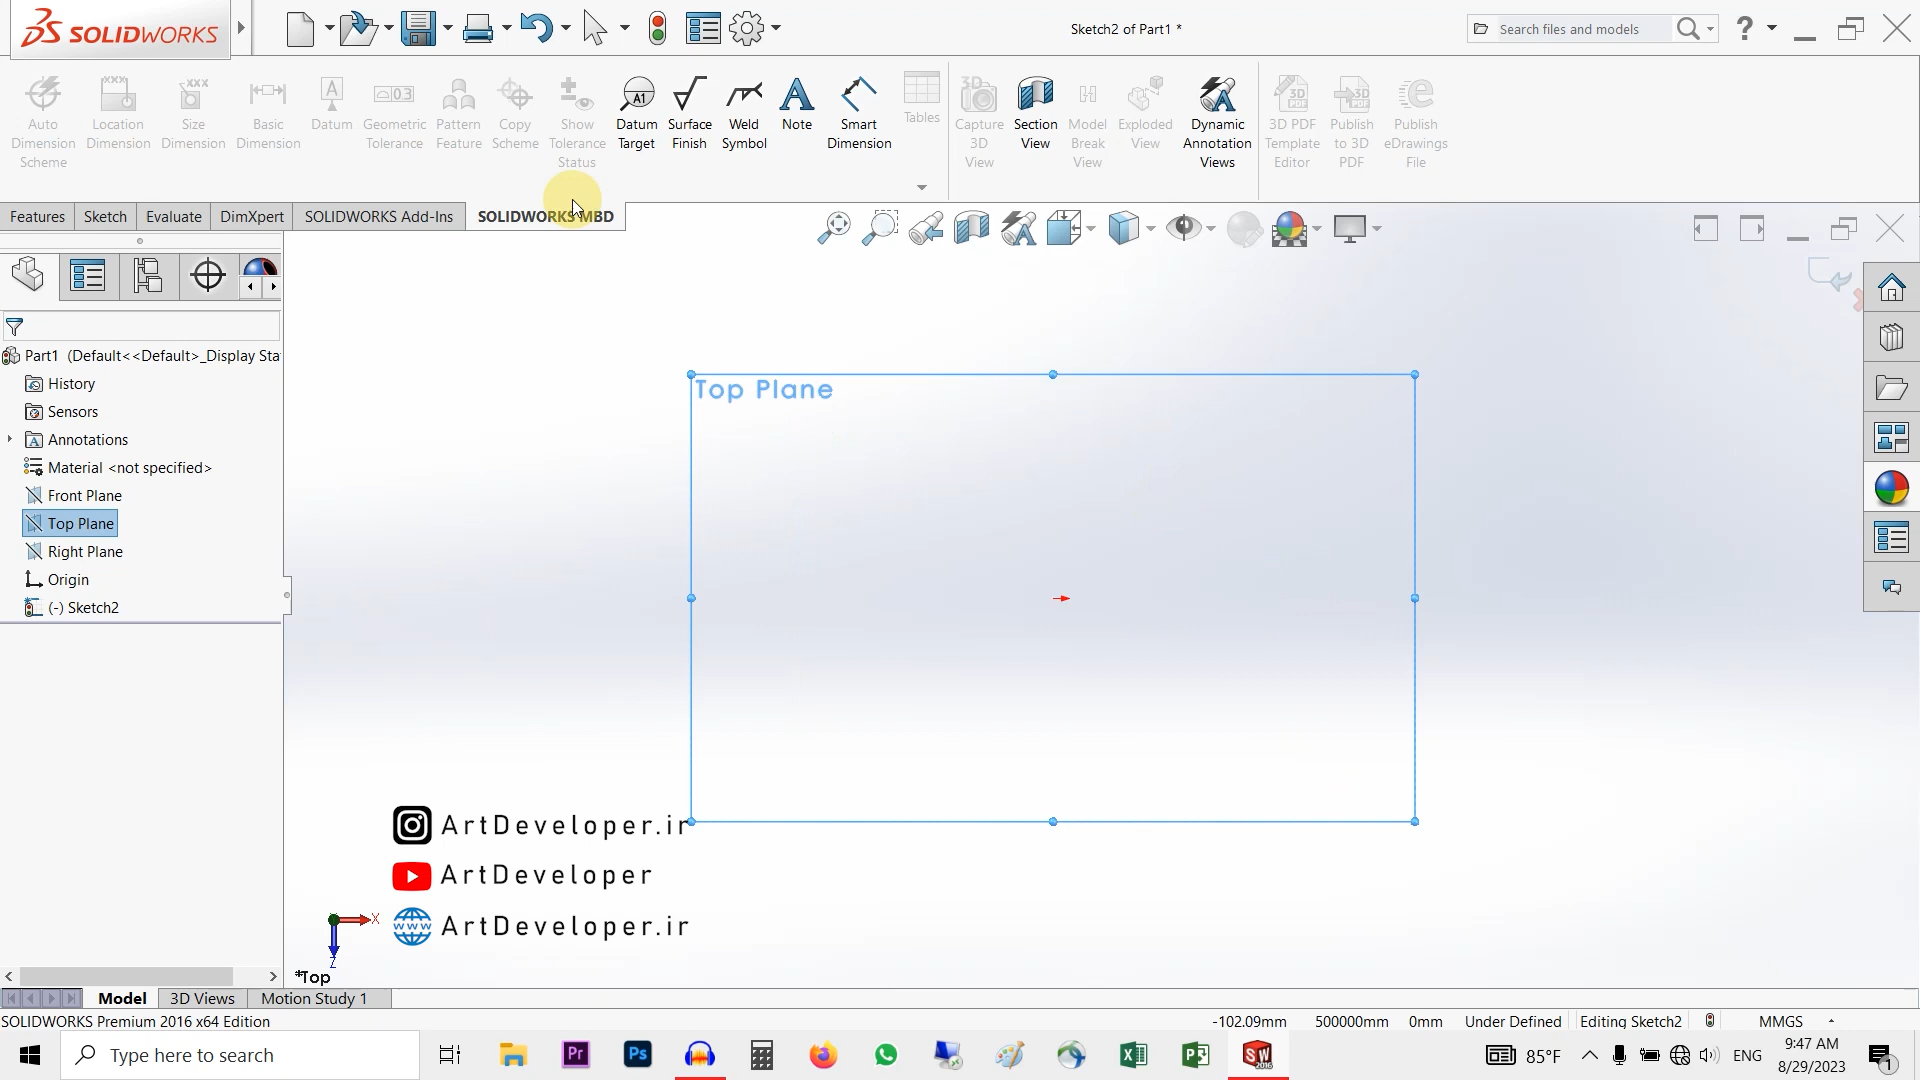 SOLIDWORKS
Sketch2 of Part1 *
Search files and models
Auto Dimension Scheme
Location Dimension
Size Dimension
Basic Dimension
Datum
Geometric Tolerance
Pattern Feature
Copy Scheme
Show Tolerance Status
Datum Target
Surface Finish
Weld Symbol
Note
Smart Dimension
Tables
Capture 3D View
Section View
Model Break View
Exploded View
Dynamic Annotation Views
3D PDF Template Editor
Publish to 3D PDF
Publish eDrawings File
Features
Sketch
Evaluate
DimXpert
SOLIDWORKS Add-Ins
SOLIDWORKS MBD
Part1 (Default<<Default>_Display Sta
History
Sensors
Annotations
Material <not specified>
Front Plane
Top Plane
Right Plane
Origin
(-) Sketch2
Top Plane
ArtDeveloper.ir
ArtDeveloper
ArtDeveloper.ir
X
Z
*Top
Model
3D Views
Motion Study 1
SOLIDWORKS Premium 2016 x64 Edition
-102.09mm
500000mm
0mm
Under Defined
Editing Sketch2
MMGS
Type here to search
85°F
ENG
9:47 AM
8/29/2023